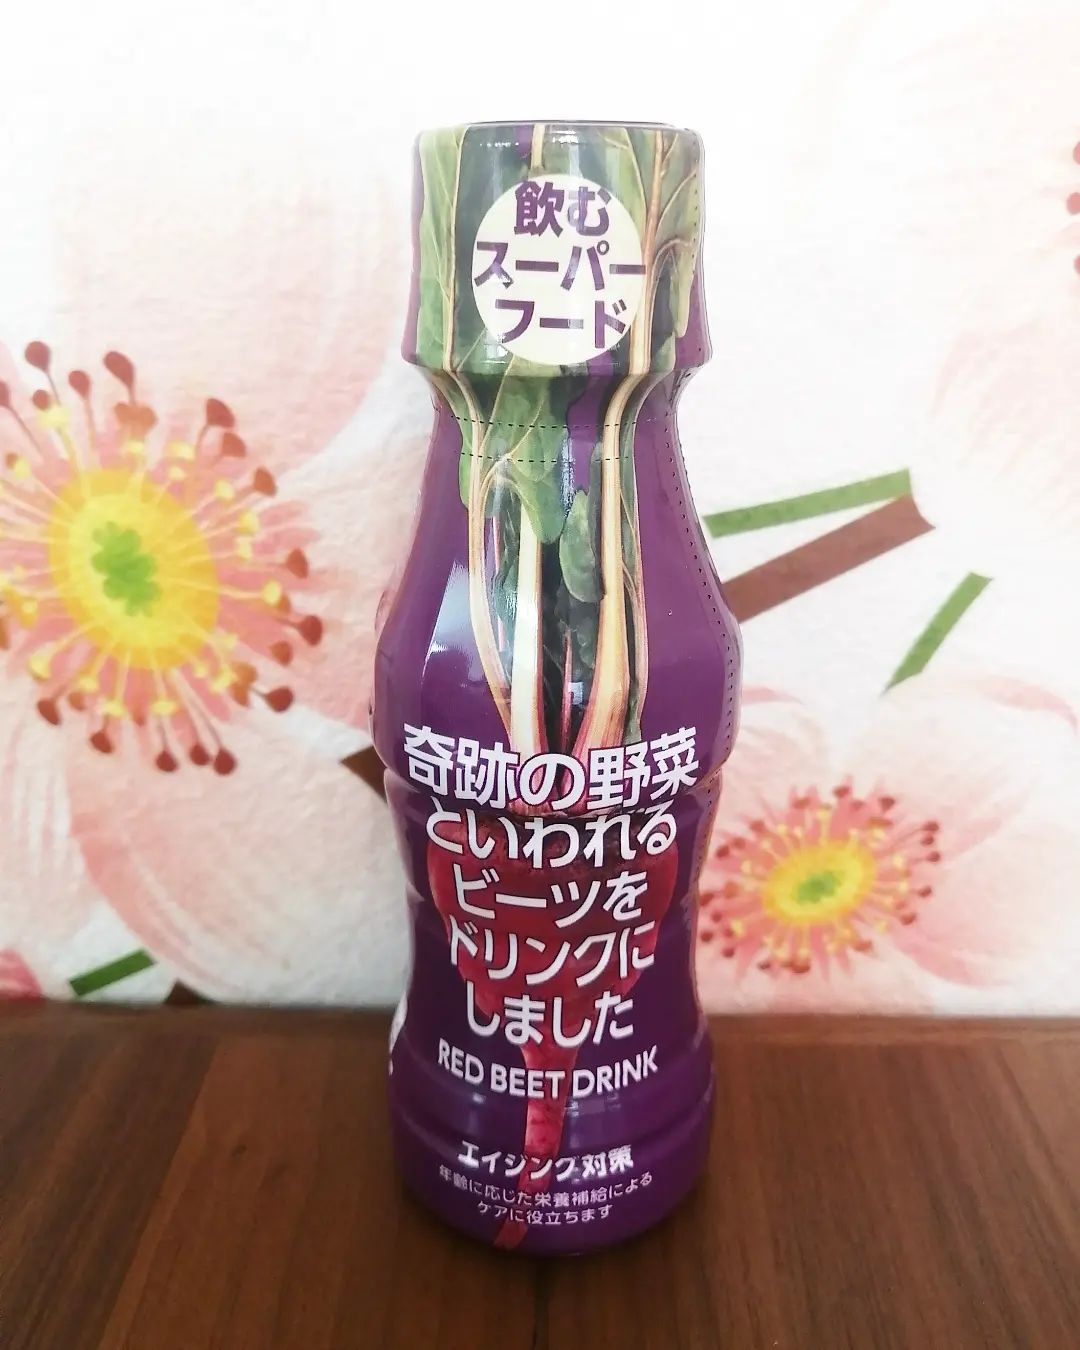 飲む
スーパー
フード
奇跡の野菜
といわれる
ビーツを
ドリンクに
しました
RED BEET DRINK
エイジング対策
年齢に応じた栄養補給による
ケアに役立ちます